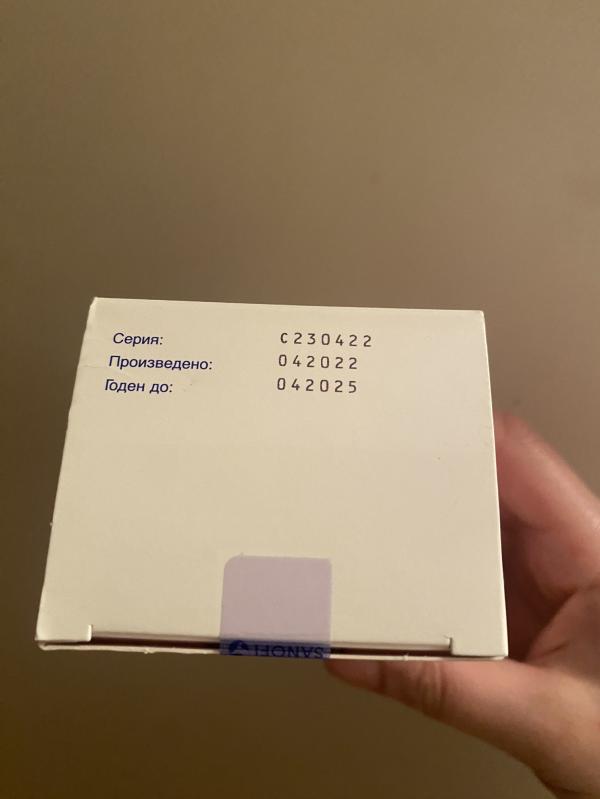 Серия: C230422
Произведено: 042022
Годен до: 042025
SANOFI